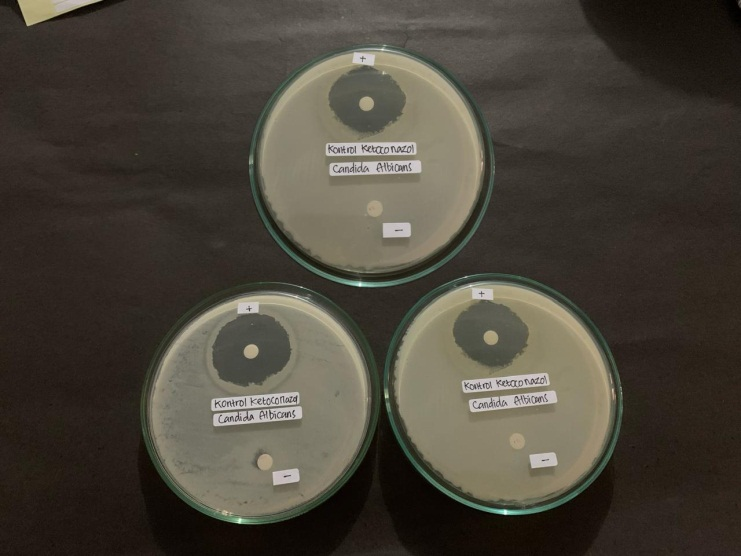 +
Kontrol Ketoconazol
Candida Albicans
-
+
Kontrol Ketoconazol
Candida Albicans
-
+
Kontrol Ketoconazol
Candida Albicans
-